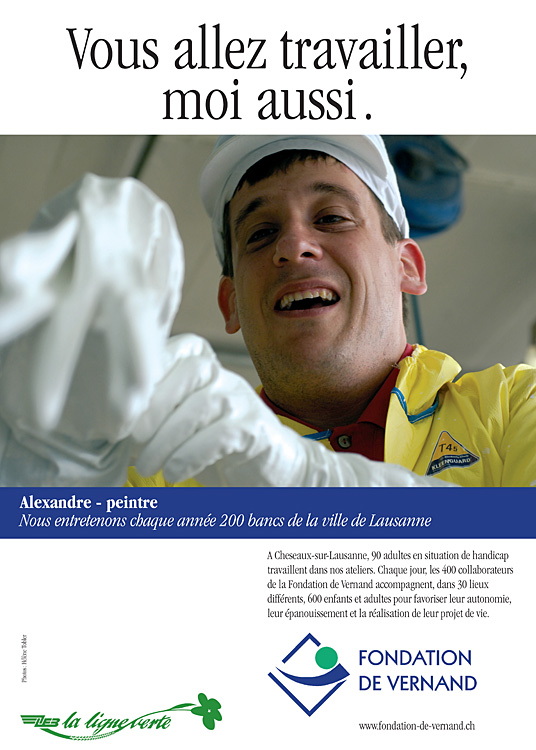 Vous allez travailler,
moi aussi.
T45
KLEENGUARD
Alexandre - peintre
Nous entretenons chaque année 200 bancs de la ville de Lausanne
A Cheseaux-sur-Lausanne, 90 adultes en situation de handicap
travaillent dans nos ateliers. Chaque jour, les 400 collaborateurs
de la Fondation de Vernand accompagnent, dans 30 lieux
différents, 600 enfants et adultes pour favoriser leur autonomie,
leur épanouissement et la réalisation de leur projet de vie.
Photos : Hélène Tobler
FONDATION
DE VERNAND
LEB la ligne verte
www.fondation-de-vernand.ch